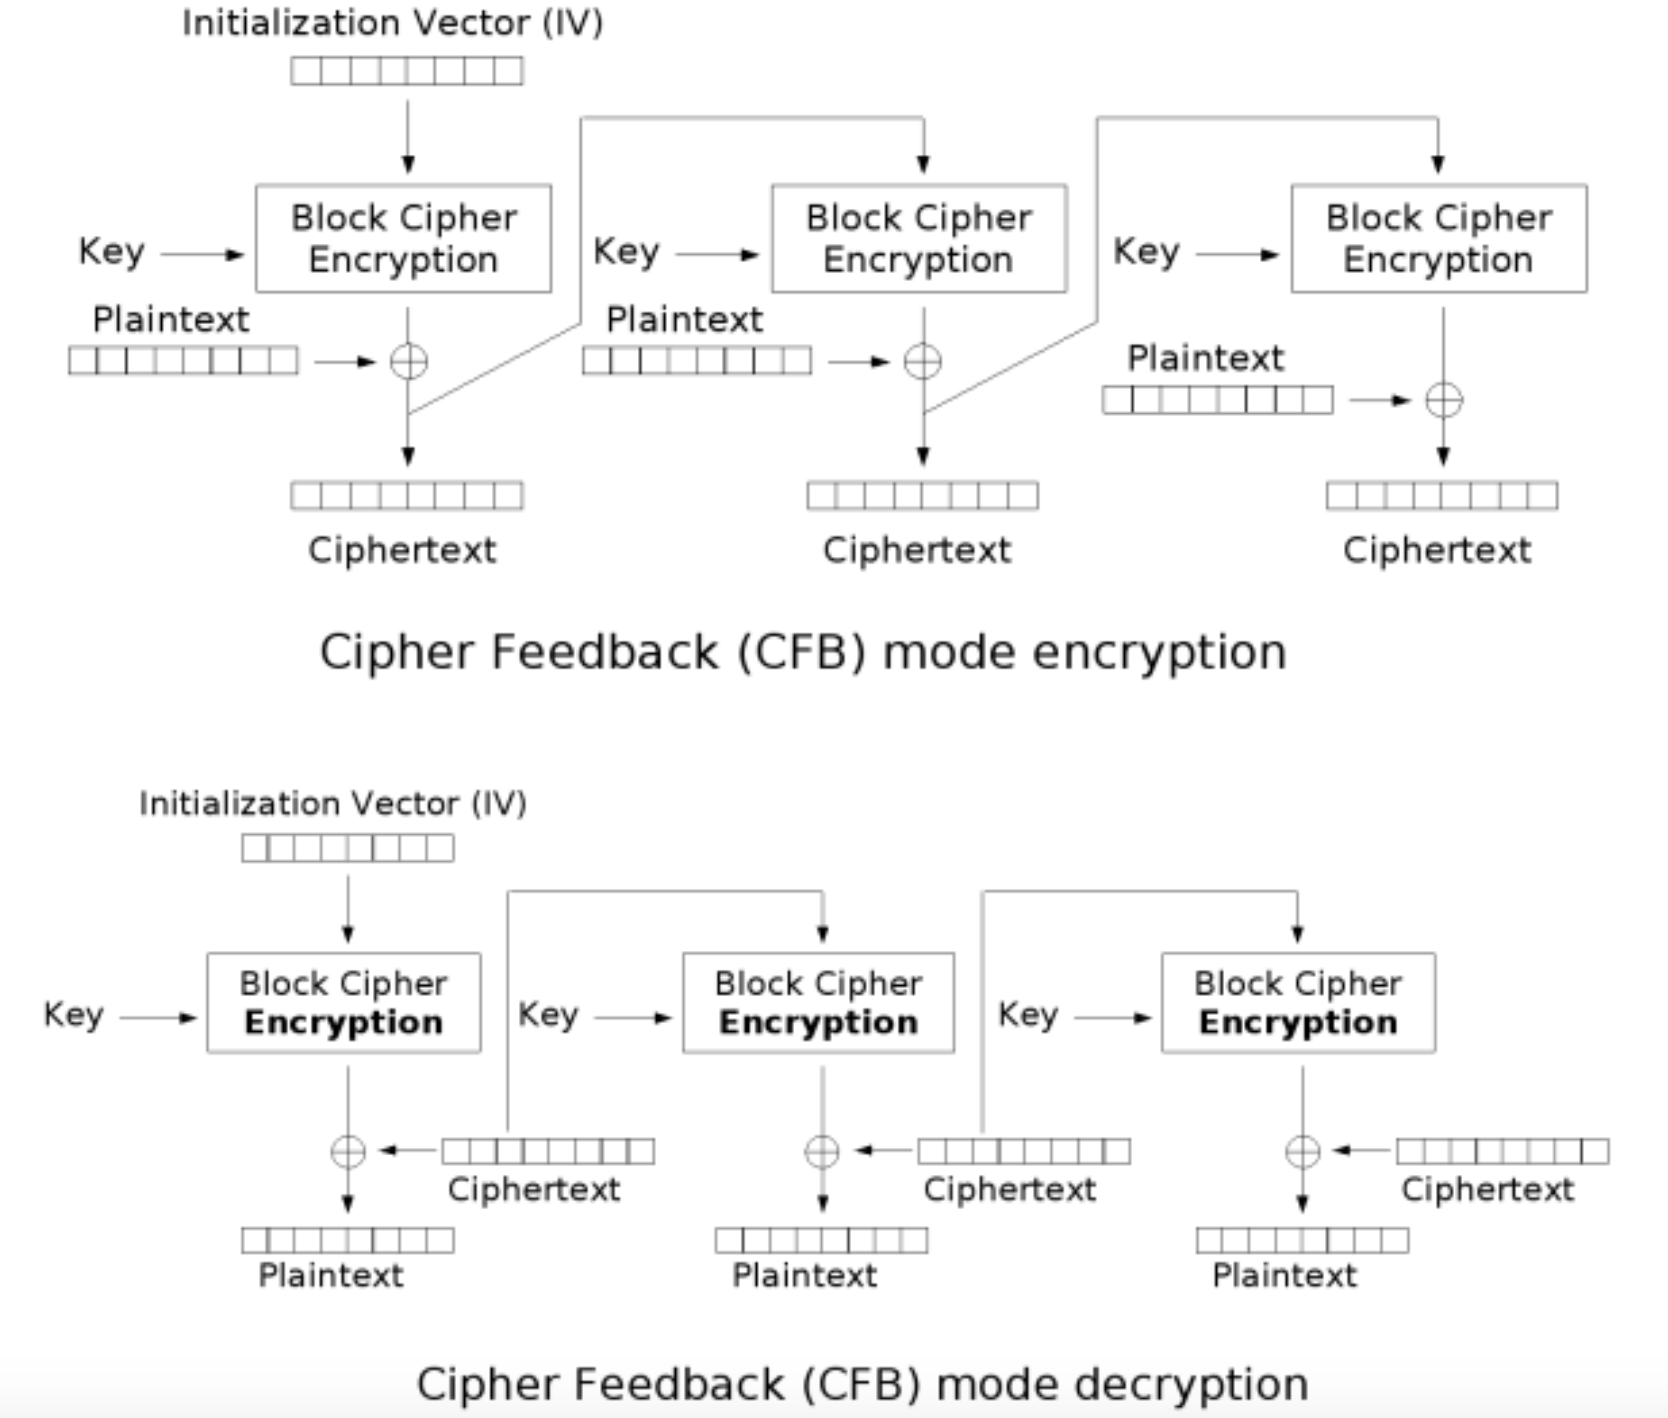 Initialization Vector (IV)
Block Cipher
Encryption
Block Cipher
Encryption
Block Cipher
Encryption
Key
Key
Key
Plaintext
Plaintext
Plaintext
Ciphertext
Ciphertext
Ciphertext
Cipher Feedback (CFB) mode encryption
Initialization Vector (IV)
Block Cipher
Encryption
Block Cipher
Encryption
Block Cipher
Encryption
Key
Key
Key
Ciphertext
Ciphertext
Ciphertext
Plaintext
Plaintext
Plaintext
Cipher Feedback (CFB) mode decryption